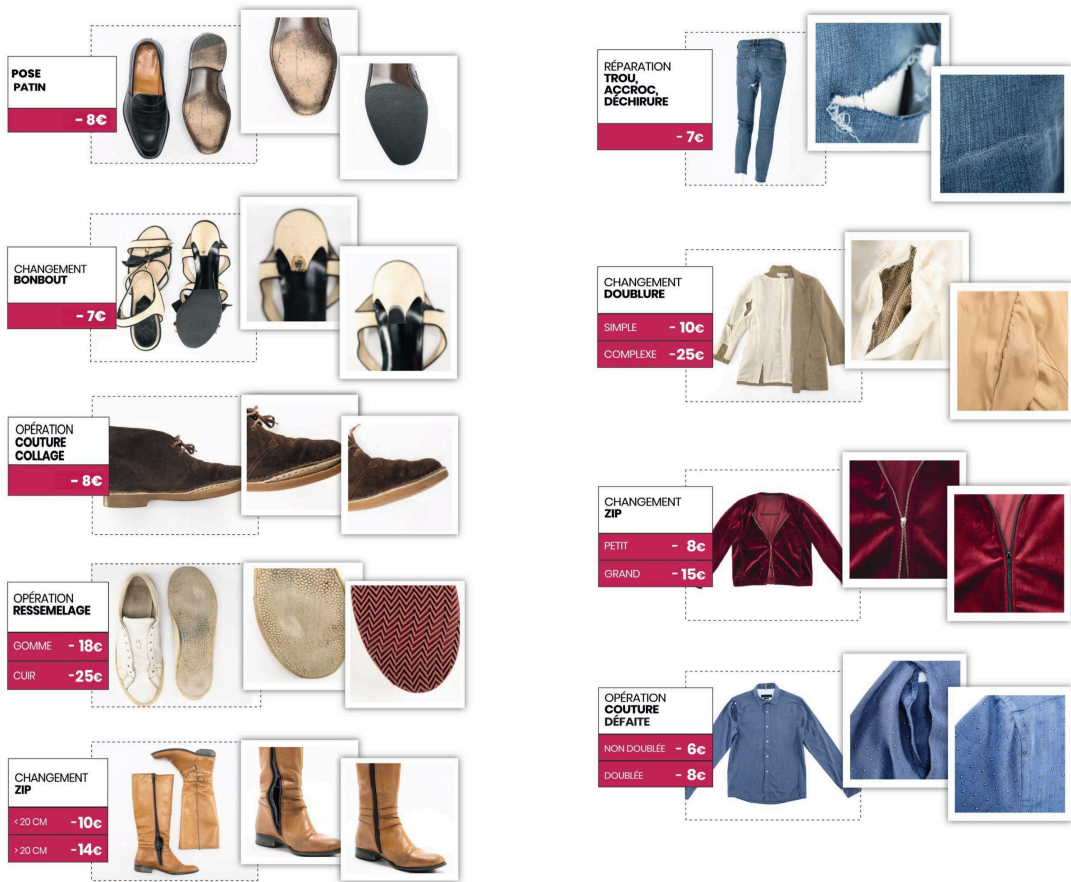 POSE
PATIN
- 8€
CHANGEMENT
BONBOUT
- 7€
OPÉRATION
COUTURE
COLLAGE
- 8€
OPÉRATION
RESSEMELAGE
GOMME - 18€
CUIR -25€
CHANGEMENT
ZIP
< 20 CM -10€
> 20 CM -14€
RÉPARATION
TROU,
ACCROC,
DÉCHIRURE
- 7€
CHANGEMENT
DOUBLURE
SIMPLE - 10€
COMPLEXE -25€
CHANGEMENT
ZIP
PETIT - 8€
GRAND - 15€
OPÉRATION
COUTURE
DÉFAITE
NON DOUBLÉE - 6€
DOUBLÉE - 8€